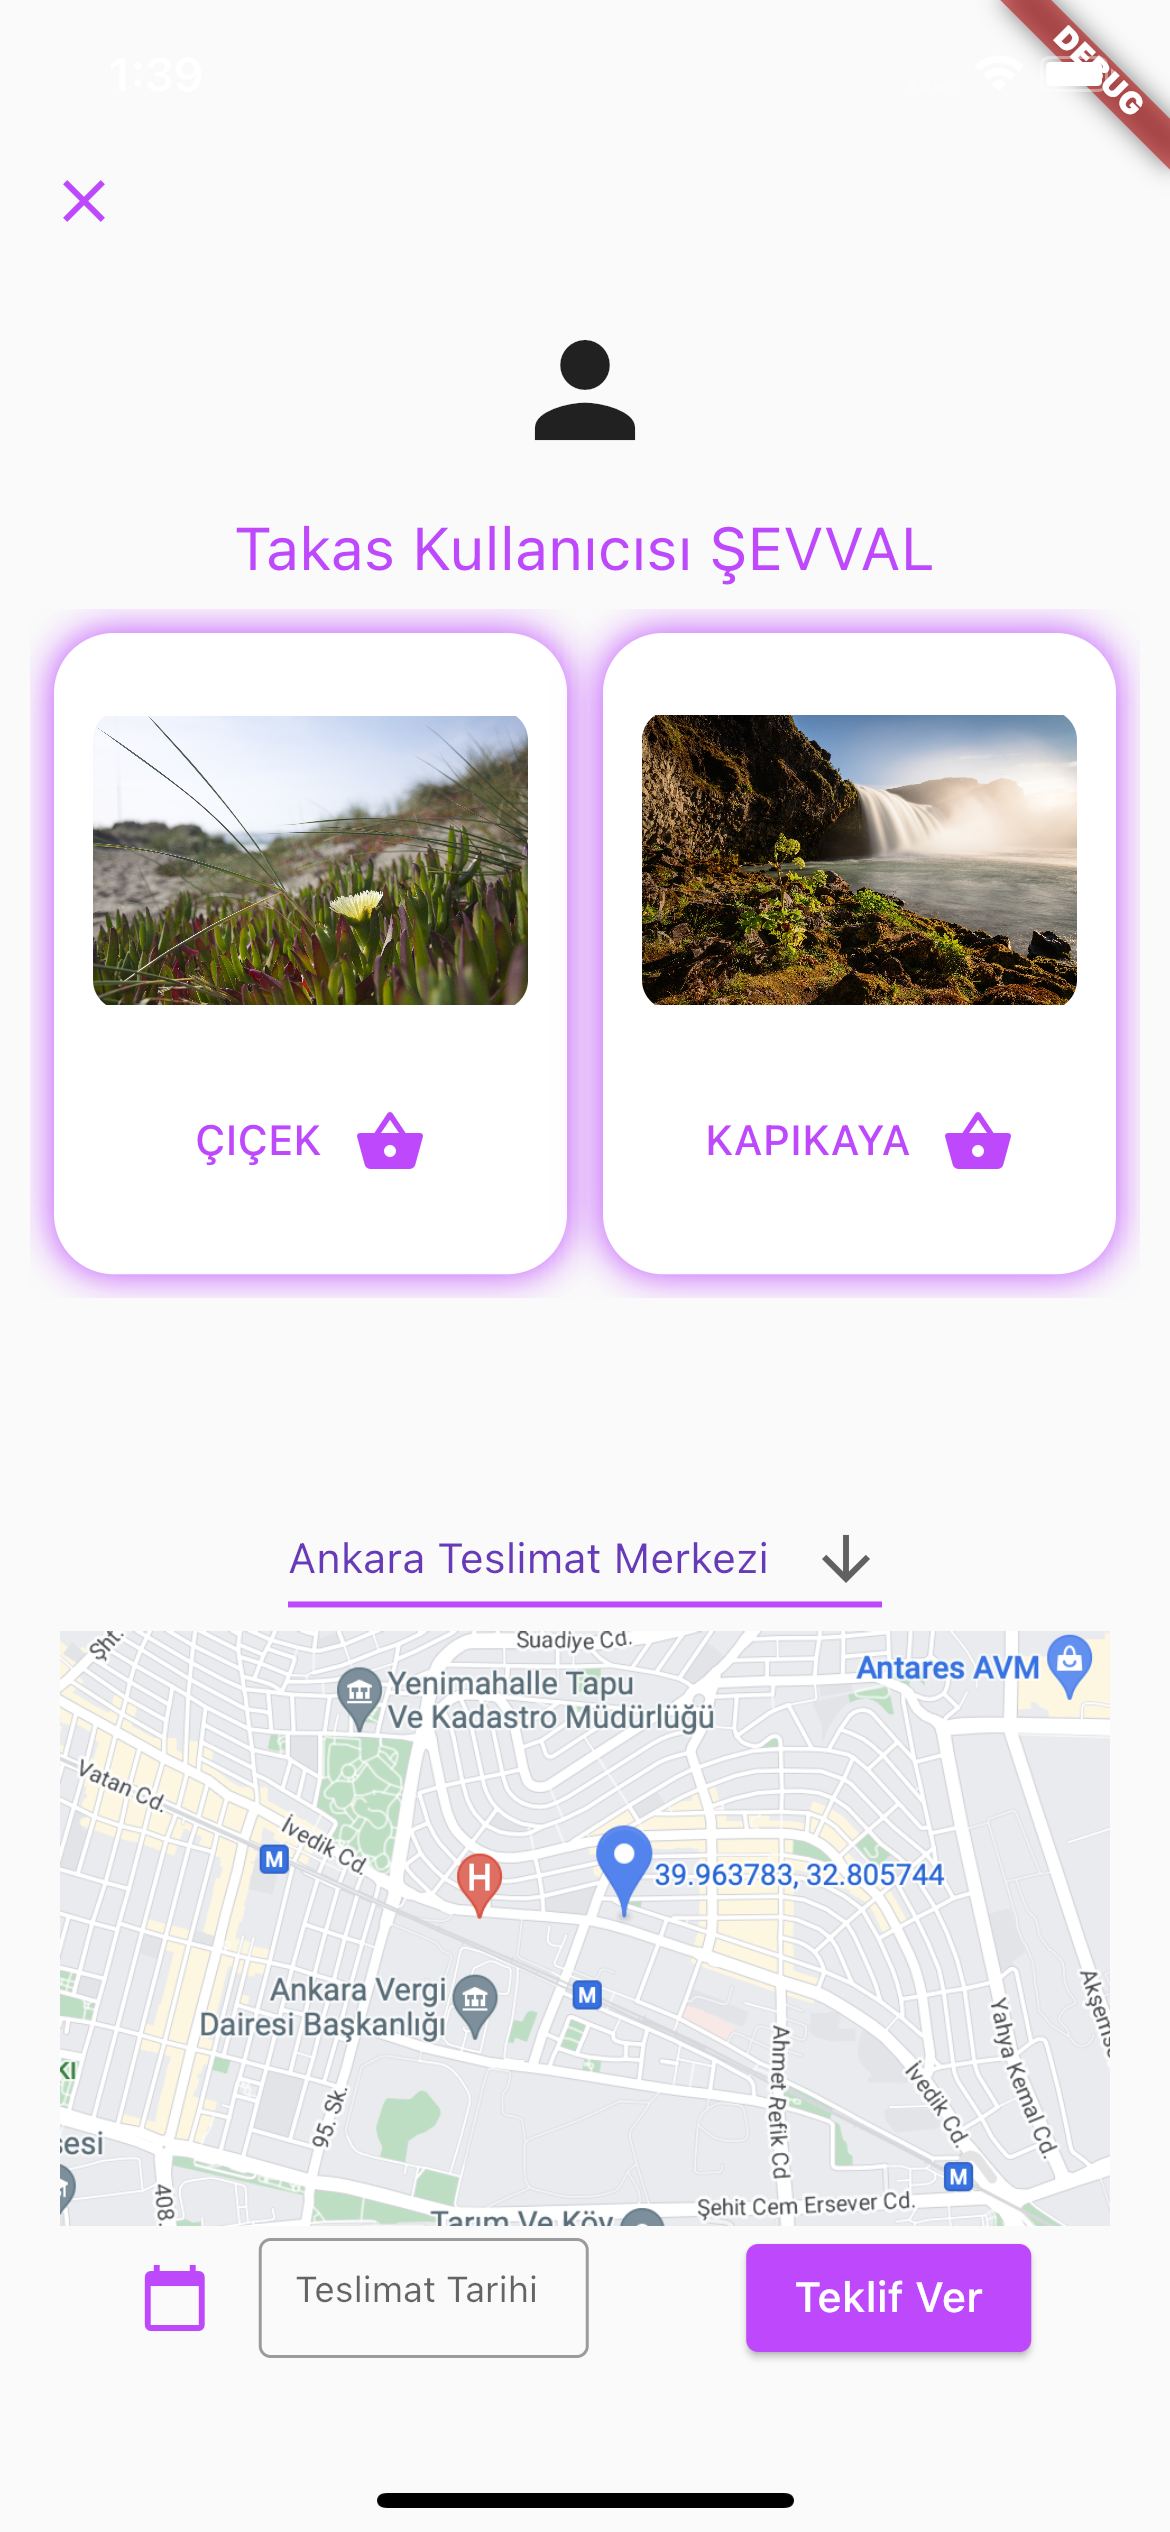 1:39
DEBUG
Takas Kullanıcısı ŞEVVAL
ÇIÇEK
KAPIKAYA
Ankara Teslimat Merkezi
Şht.
Suadiye Cd.
Antares AVM
Yenimahalle Tapu
Ve Kadastro Müdürlüğü
Vatan Cd.
İvedik Cd.
M
H
39.963783, 32.805744
Ankara Vergi
Dairesi Başkanlığı
M
Yahya Kemal Cd.
Ahmet Refik Cd
İvedik Cd.
95. Sk.
M
408.
Şehit Cem Ersever Cd.
Tarım Ve Köy
Teslimat Tarihi
Teklif Ver